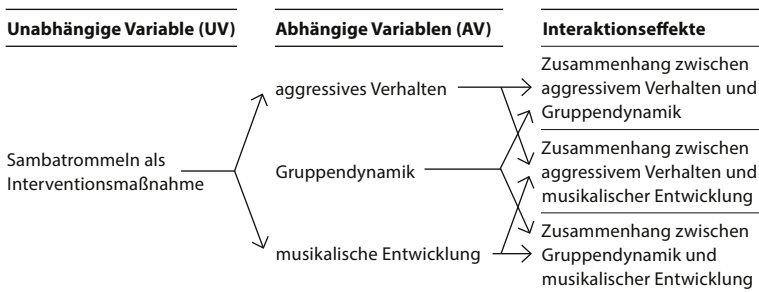 Unabhängige Variable (UV)
Abhängige Variablen (AV)
Interaktionseffekte
Sambatrommeln als
Interventionsmaßnahme
aggressives Verhalten
Gruppendynamik
musikalische Entwicklung
Zusammenhang zwischen
aggressivem Verhalten und
Gruppendynamik
Zusammenhang zwischen
aggressivem Verhalten und
musikalischer Entwicklung
Zusammenhang zwischen
Gruppendynamik und
musikalischer Entwicklung